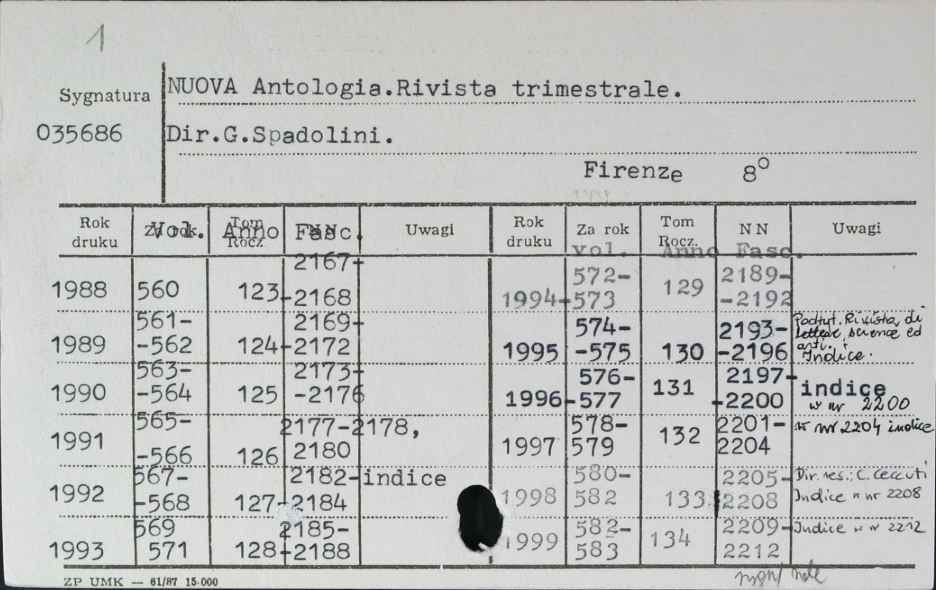 1
Sygnatura NUOVA Antologia.Rivista trimestrale.
035686 Dir.G.Spadolini.
Firenze 8°
Rok druku Za rok Vol. Tom Rocz. Anno NN Fasc. Uwagi Rok druku Za rok Tom Rocz. NN Uwagi
Vol. Anno Fasc.
1988 560 123 2167--2168
1989 561--562 124 2169--2172
1990 563--564 125 2173--2176
1991 565--566 126 2177-2178, 2180
1992 567--568 127 2182--2184 indice
1993 569 571 128 2185--2188
1994 572--573 129 2189--2192
1995 574--575 130 2193--2196 Podtyt. Rivista di lettere, scienze ed arti. Indice.
1996 576--577 131 2197--2200 indice w nr 2200
1997 578-579 132 2201-2204 w nr 2204 indice
1998 580-582 133 2205-2208 Dir. res.: C. Ceccuti Indice w nr 2208
1999 582-583 134 2209-2212 Indice w nr 2212
ZP UMK — 61/87 15.000